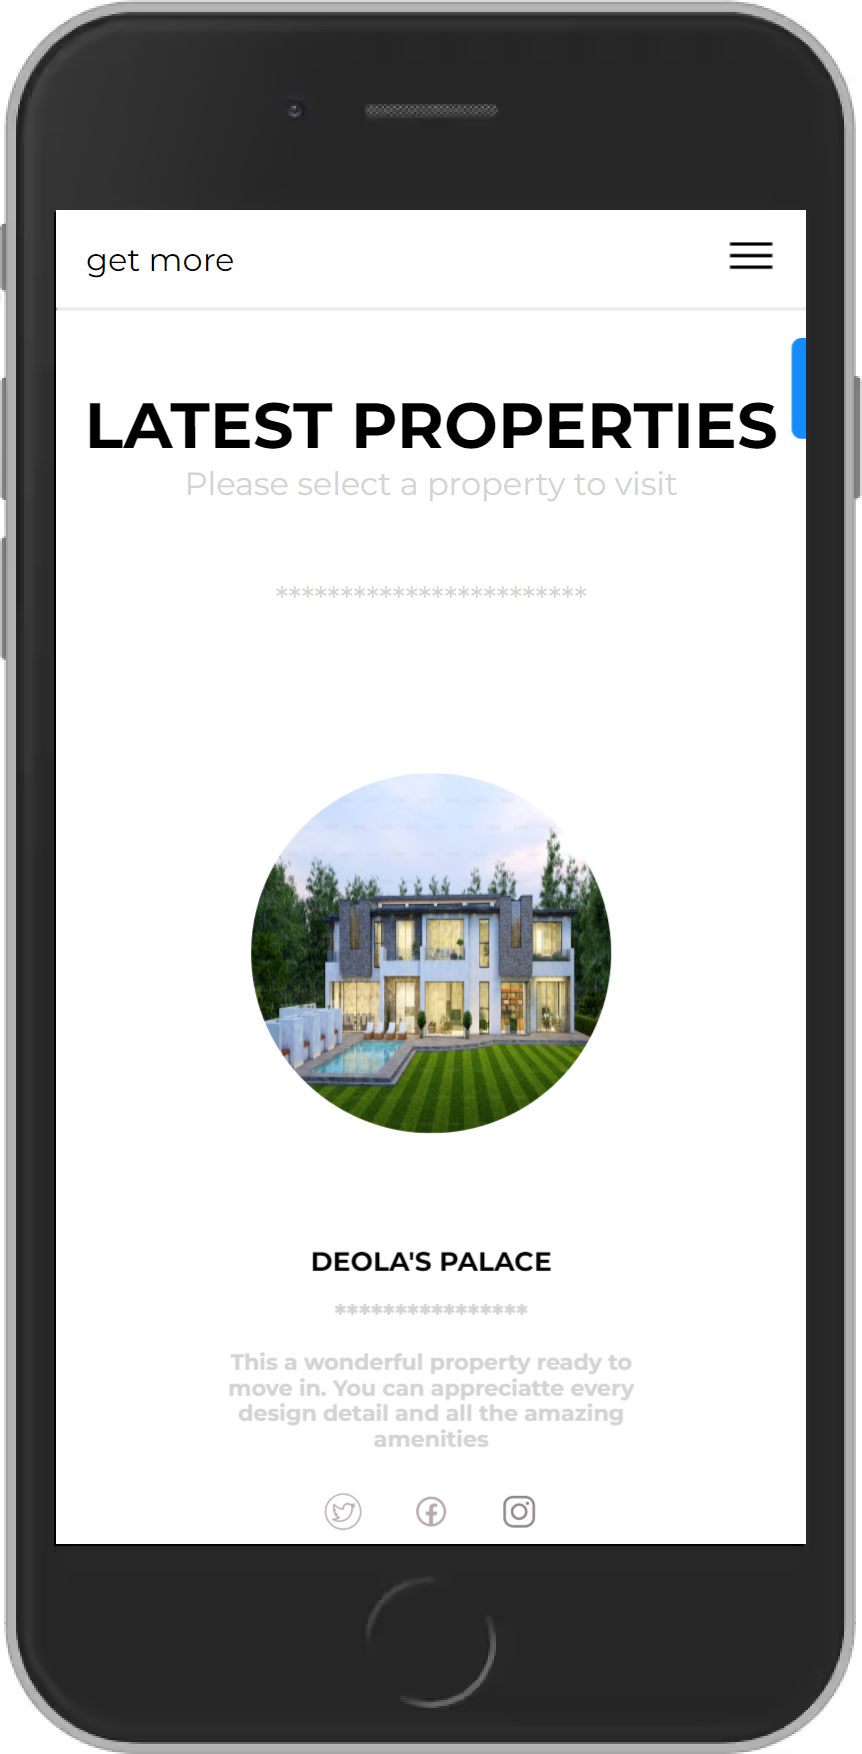 get more
LATEST PROPERTIES
Please select a property to visit
************************
DEOLA'S PALACE
****************
This a wonderful property ready to
move in. You can appreciatte every
design detail and all the amazing
amenities